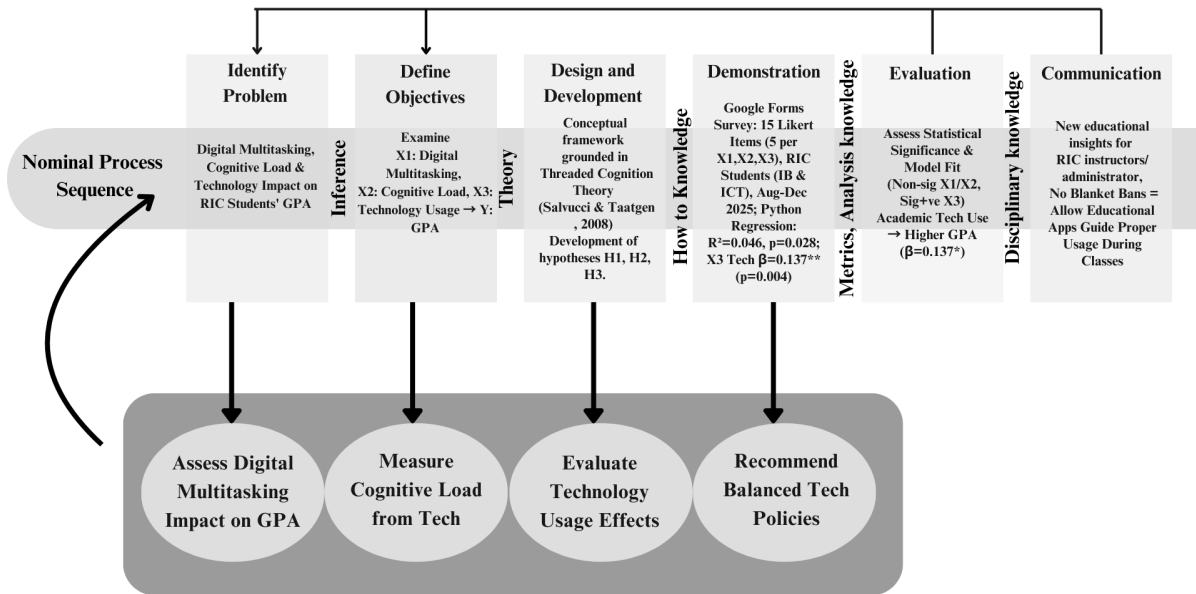 Nominal Process
Sequence
Identify
Problem
Digital Multitasking,
Cognitive Load &
Technology Impact on
RIC Students' GPA
Inference
Define
Objectives
Examine
X1: Digital
Multitasking,
X2: Cognitive Load, X3:
Technology Usage → Y:
GPA
Theory
Design and
Development
Conceptual
framework
grounded in
Threaded Cognition
Theory
(Salvucci & Taatgen
, 2008)
Development of
hypotheses H1, H2,
H3.
How to Knowledge
Demonstration
Google Forms
Survey: 15 Likert
Items (5 per
X1,X2,X3), RIC
Students (IB &
ICT), Aug-Dec
2025; Python
Regression:
R²=0.046, p=0.028;
X3 Tech β=0.137**
(p=0.004)
Metrics, Analysis knowledge
Evaluation
Assess Statistical
Significance &
Model Fit
(Non-sig X1/X2,
Sig+ve X3)
Academic Tech Use
→ Higher GPA
(β=0.137*)
Disciplinary knowledge
Communication
New educational
insights for
RIC instructors/
administrator,
No Blanket Bans =
Allow Educational
Apps Guide Proper
Usage During
Classes
Assess Digital
Multitasking
Impact on GPA
Measure
Cognitive Load
from Tech
Evaluate
Technology
Usage Effects
Recommend
Balanced Tech
Policies